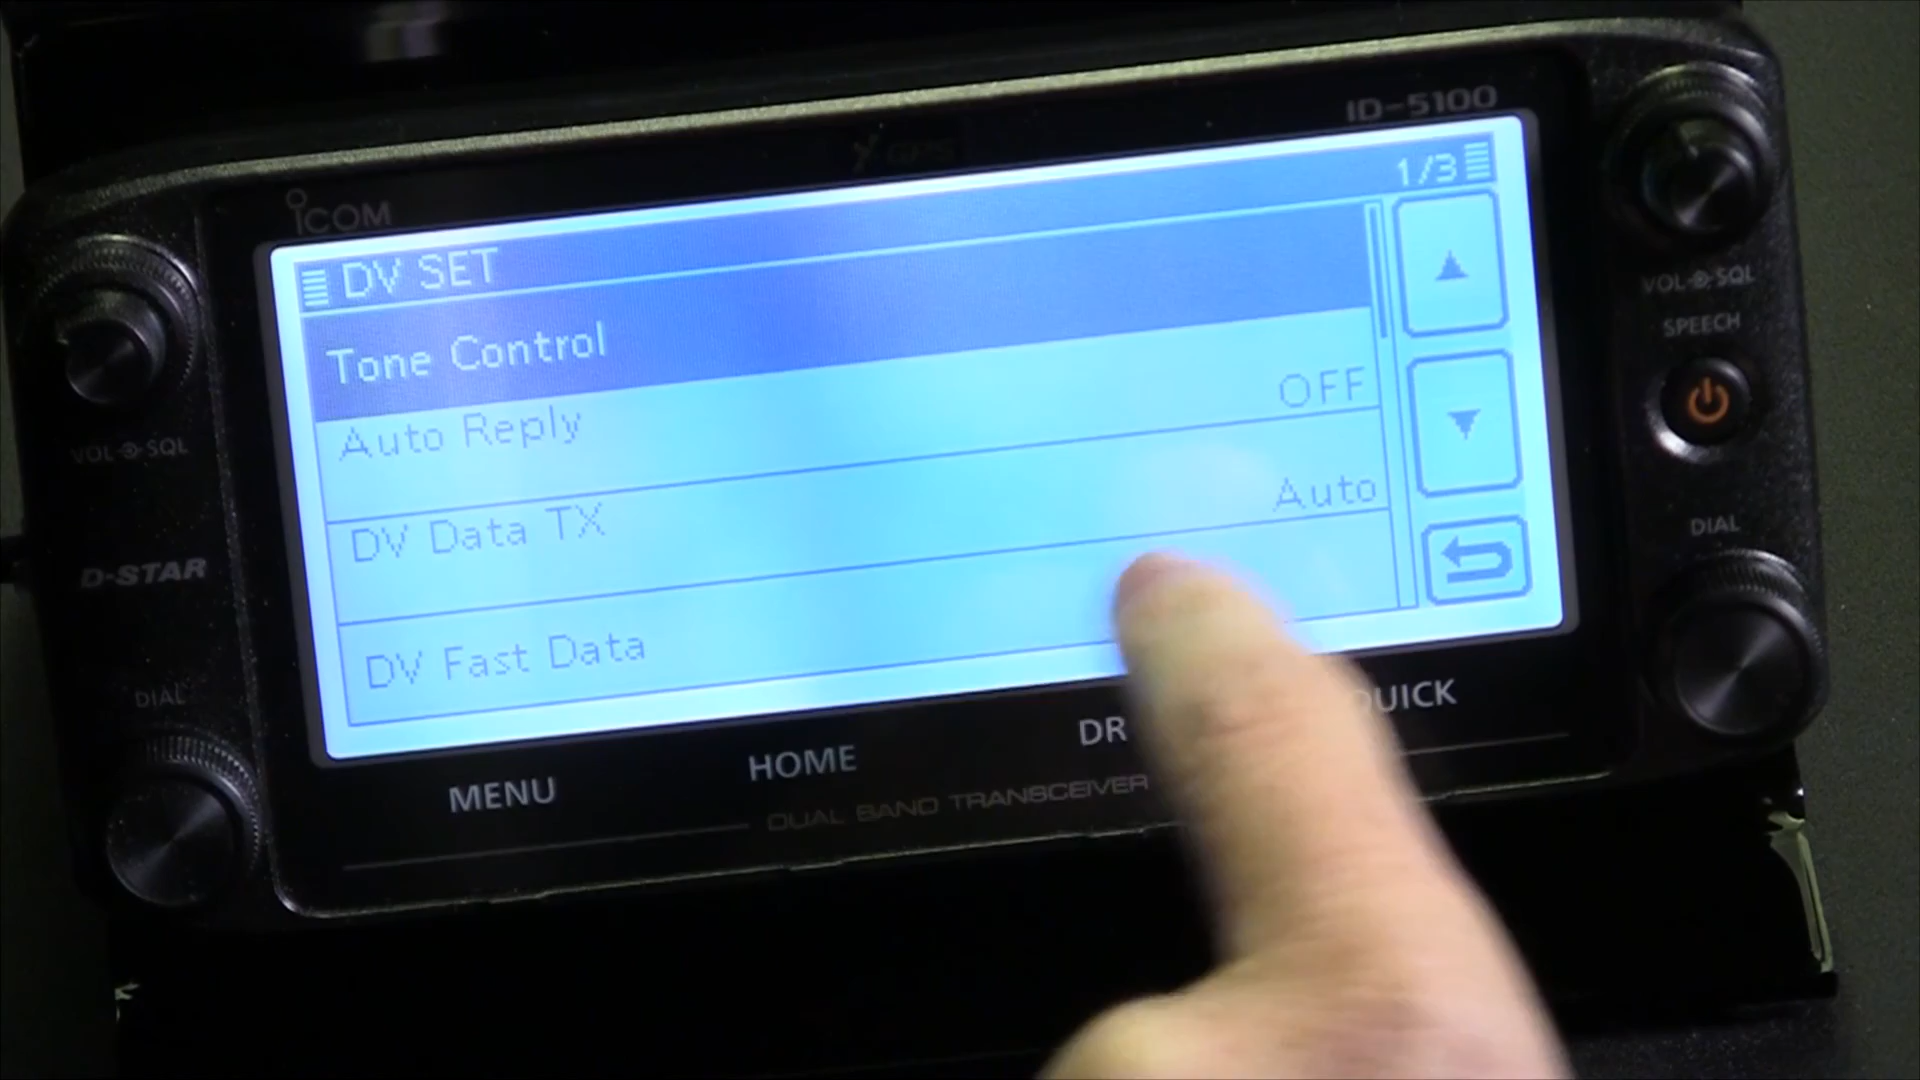 ID-5100
GPS
iCOM
1/3
DV SET
Tone Control
Auto Reply OFF
DV Data TX Auto
DV Fast Data
VOL SQL
VOL SQL
SPEECH
D-STAR
DIAL
DIAL
MENU HOME DR QUICK
DUAL BAND TRANSCEIVER